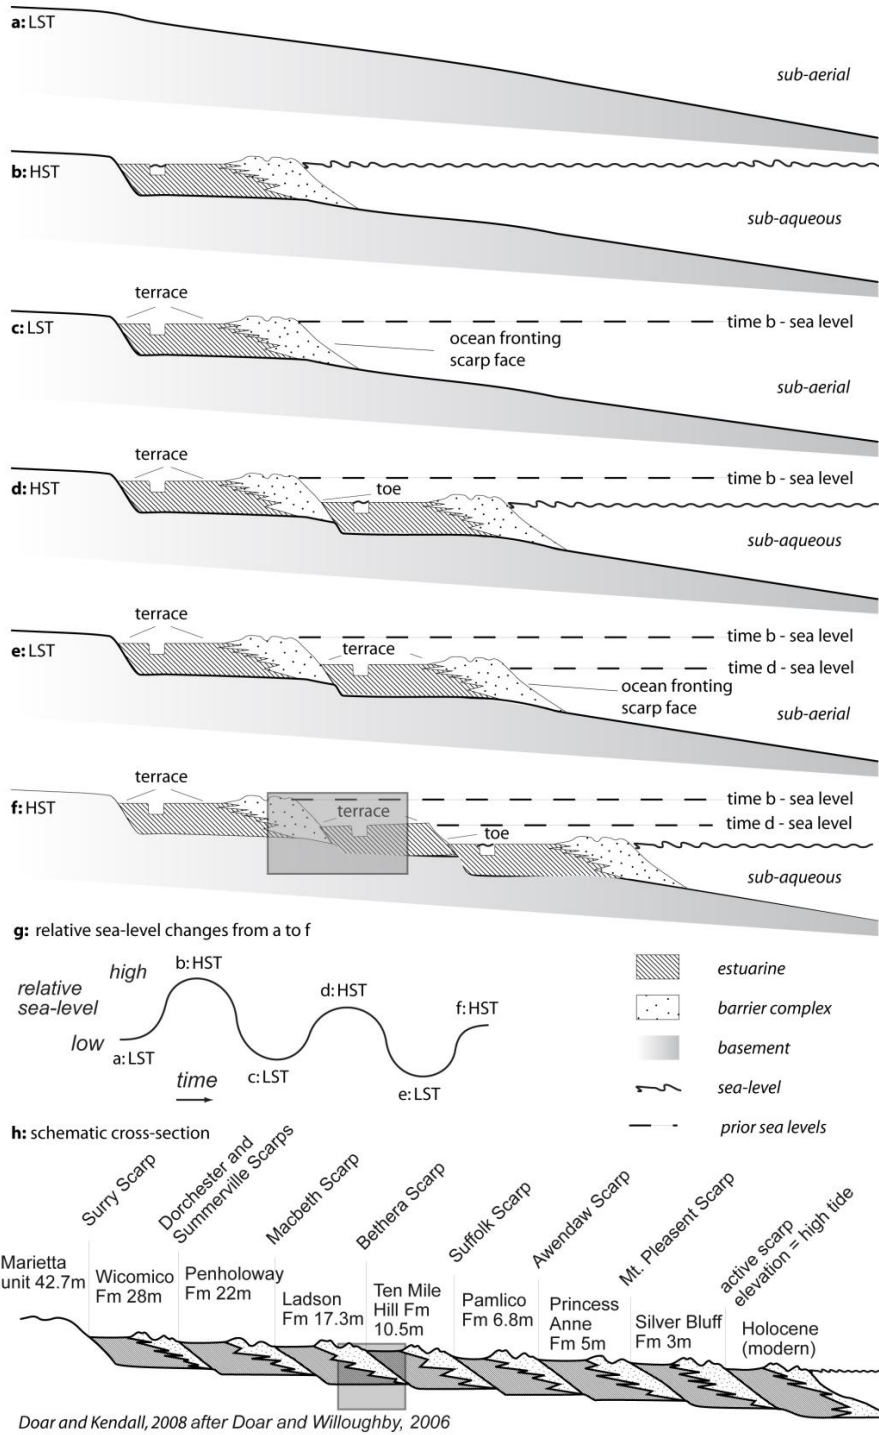 a: LST
sub-aerial
b: HST
sub-aqueous
terrace
c: LST
time b - sea level
ocean fronting
scarp face
sub-aerial
terrace
d: HST
time b - sea level
toe
sub-aqueous
terrace
e: LST
time b - sea level
terrace
time d - sea level
ocean fronting
scarp face
sub-aerial
terrace
f: HST
time b - sea level
terrace
time d - sea level
toe
sub-aqueous
g: relative sea-level changes from a to f
relative
sea-level
high
low
b: HST
d: HST
f: HST
a: LST
c: LST
e: LST
time
estuarine
barrier complex
basement
sea-level
prior sea levels
h: schematic cross-section
Surry Scarp
Dorchester and
Summerville Scarps
Macbeth Scarp
Bethera Scarp
Suffolk Scarp
Awendaw Scarp
Mt. Pleasant Scarp
active scarp
elevation = high tide
Marietta
unit 42.7m
Wicomico
Fm 28m
Penholoway
Fm 22m
Ladson
Fm 17.3m
Ten Mile
Hill Fm
10.5m
Pamlico
Fm 6.8m
Princess
Anne
Fm 5m
Silver Bluff
Fm 3m
Holocene
(modern)
Doar and Kendall, 2008 after Doar and Willoughby, 2006